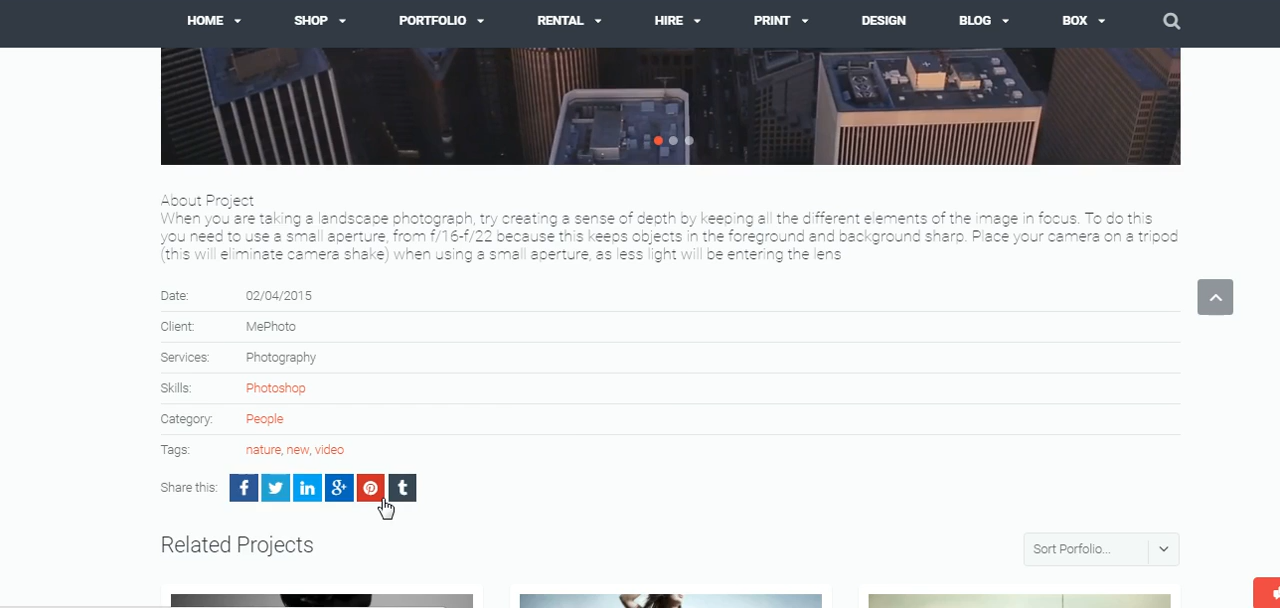 HOME SHOP PORTFOLIO RENTAL HIRE PRINT DESIGN BLOG BOX
About Project
When you are taking a landscape photograph, try creating a sense of depth by keeping all the different elements of the image in focus. To do this
you need to use a small aperture, from f/16-f/22 because this keeps objects in the foreground and background sharp. Place your camera on a tripod
(this will eliminate camera shake) when using a small aperture, as less light will be entering the lens
Date: 02/04/2015
Client: MePhoto
Services: Photography
Skills: Photoshop
Category: People
Tags: nature, new, video
Share this:
Related Projects
Sort Porfolio...